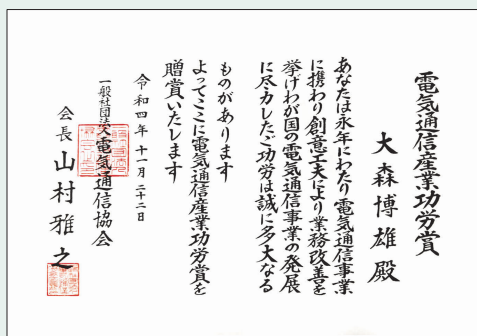 電気通信産業功労賞
大森博雄殿
あなたは永年にわたり電気通信事業
に携わり創意工夫により業務改善を
挙げわが国の電気通信事業の発展
に尽力したご功労は誠に多大なる
ものがあります
よってここに電気通信産業功労賞を
贈賞いたします
令和四年十一月二十二日
一般社団法人電気通信協会
会長 山村雅之